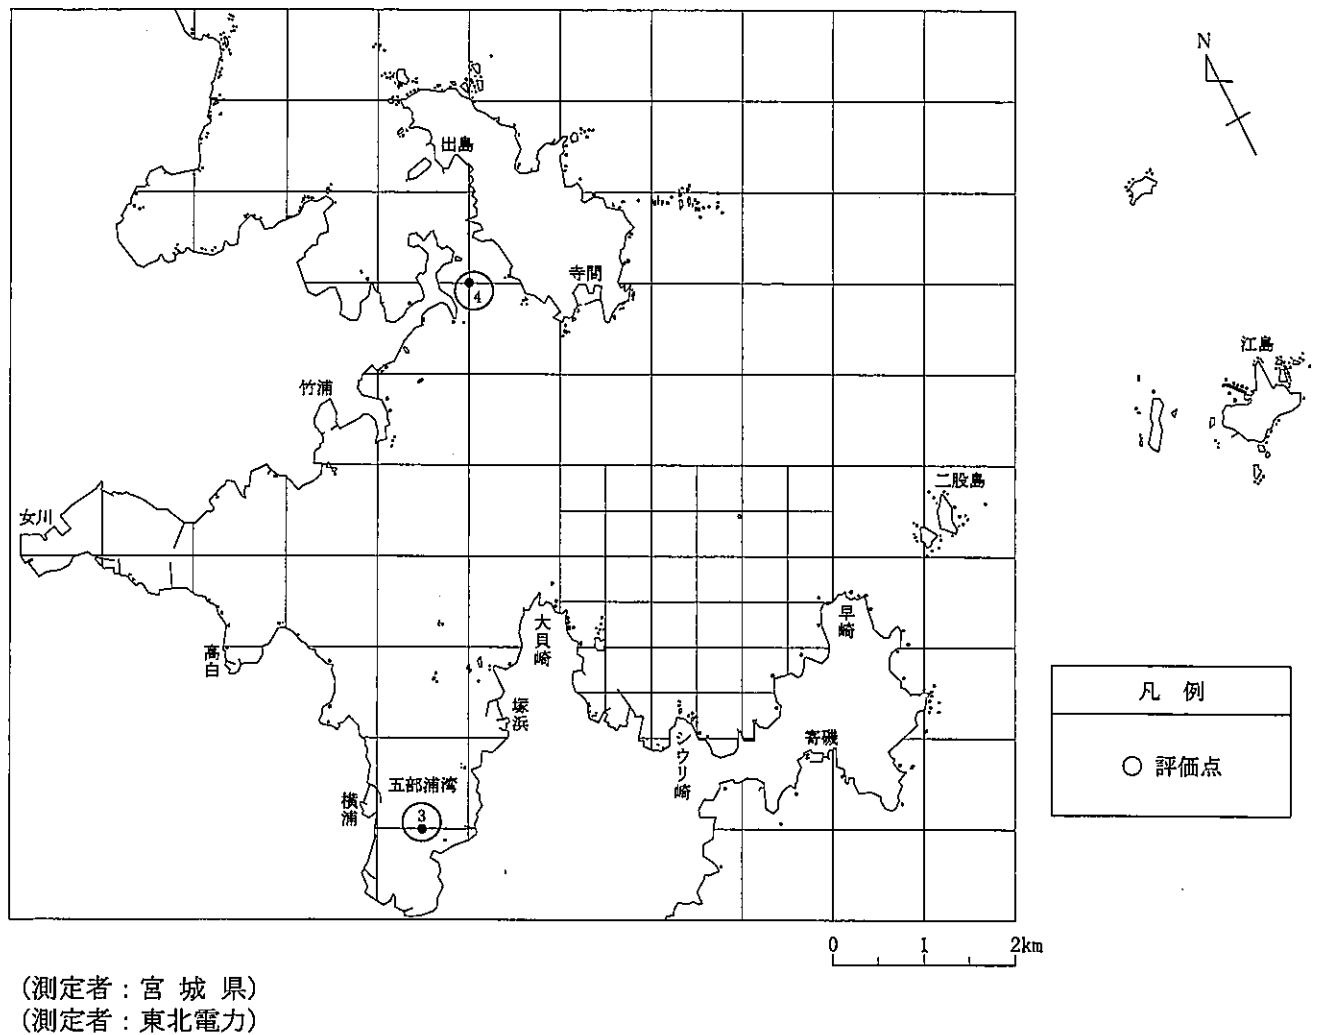 N
出島
寺間
4
江島
竹浦
二股島
女川
大貝崎
早崎
高白
塚浜
シウリ崎
寄磯
凡 例
○ 評価点
五部浦湾
横浦
3
0 1 2km
(測定者:宮 城 県)
(測定者:東北電力)